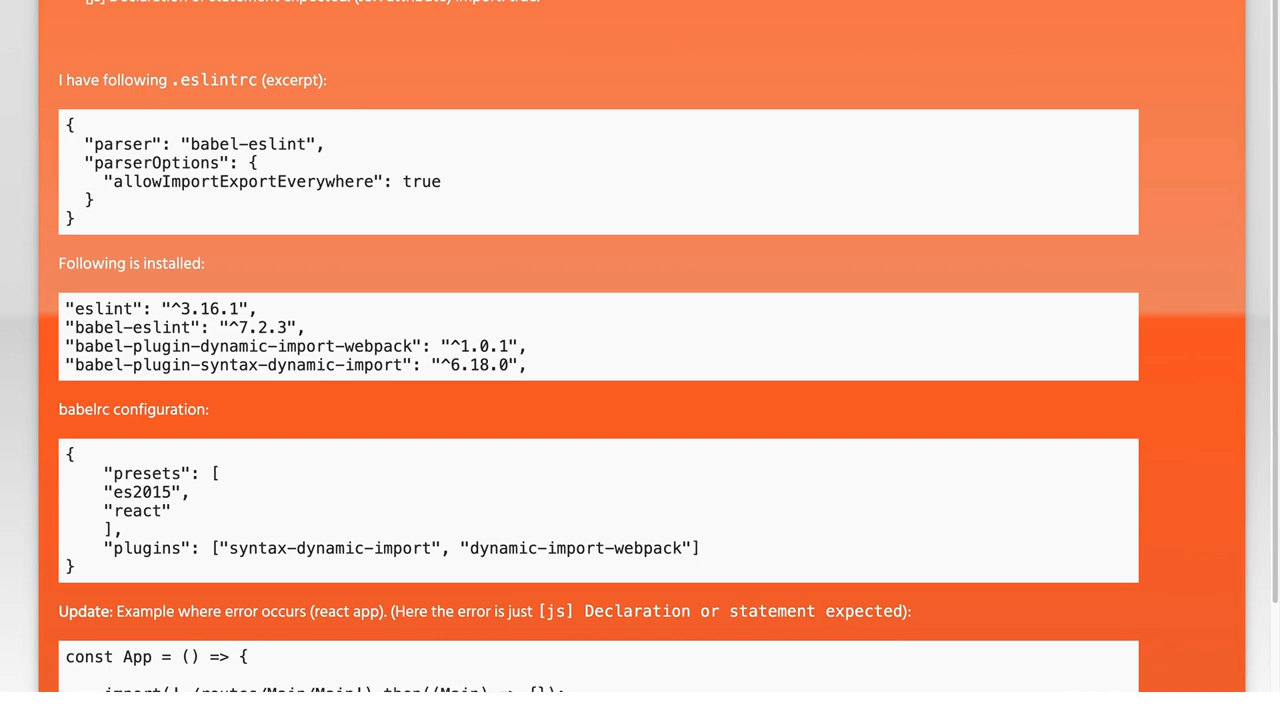 I have following .eslintrc (excerpt):
{
  "parser": "babel-eslint",
  "parserOptions": {
    "allowImportExportEverywhere": true
  }
}
Following is installed:
"eslint": "^3.16.1",
"babel-eslint": "^7.2.3",
"babel-plugin-dynamic-import-webpack": "^1.0.1",
"babel-plugin-syntax-dynamic-import": "^6.18.0",
babelrc configuration:
{
    "presets": [
    "es2015",
    "react"
    ],
    "plugins": ["syntax-dynamic-import", "dynamic-import-webpack"]
}
Update: Example where error occurs (react app). (Here the error is just [js] Declaration or statement expected):
const App = () => {